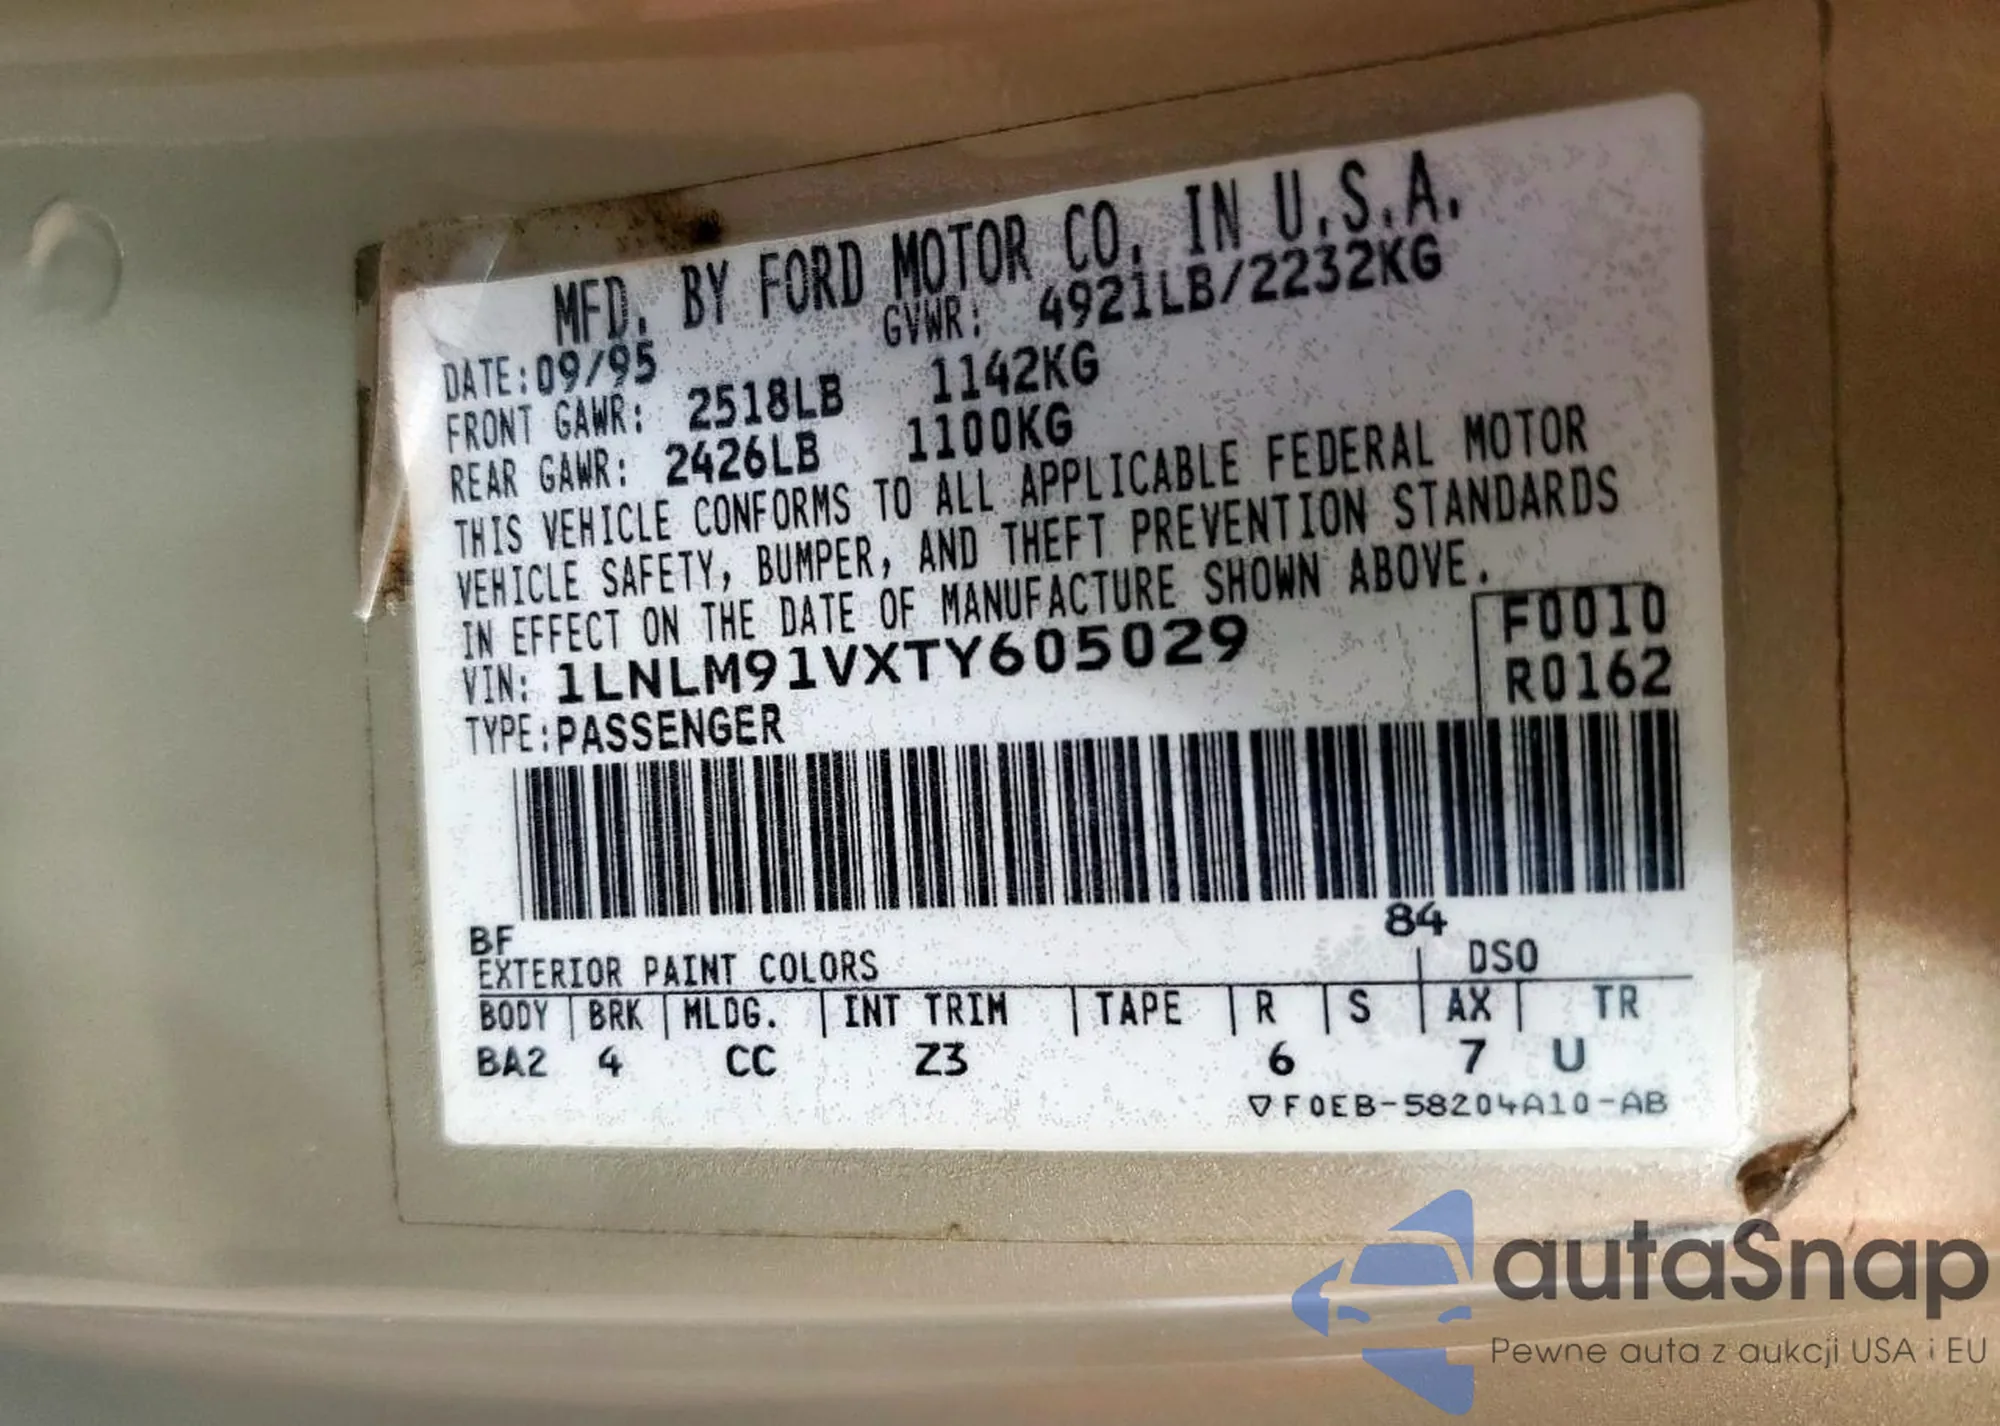 MFD. BY FORD MOTOR CO. IN U.S.A.
DATE:09/95 GVWR: 4921LB/2232KG
FRONT GAWR: 2518LB 1142KG
REAR GAWR: 2426LB 1100KG
THIS VEHICLE CONFORMS TO ALL APPLICABLE FEDERAL MOTOR
VEHICLE SAFETY, BUMPER, AND THEFT PREVENTION STANDARDS
IN EFFECT ON THE DATE OF MANUFACTURE SHOWN ABOVE.
VIN: 1LNLM91VXTY605029 F0010
TYPE:PASSENGER R0162
BF 84
EXTERIOR PAINT COLORS DSO
BODY BRK MLDG. INT TRIM TAPE R S AX TR
BA2 4 CC Z3 6 7 U
▽F0EB-58204A10-AB
autaSnap
Pewne auta z aukcji USA i EU